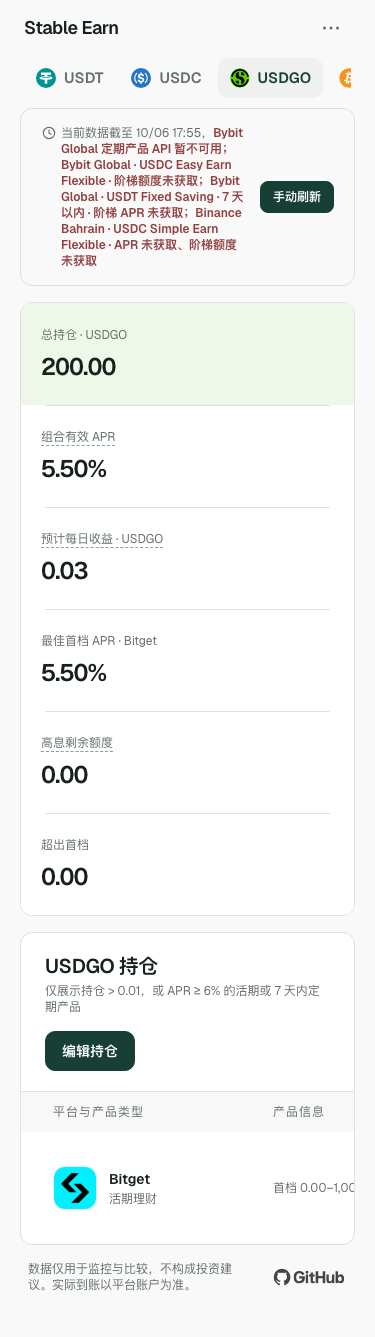 Stable Earn
USDT
USDC
USDGO
当前数据截至 10/06 17:55，Bybit
Global 定期产品 API 暂不可用；
Bybit Global · USDC Easy Earn
Flexible · 阶梯额度未获取；Bybit
Global · USDT Fixed Saving · 7 天
以内 · 阶梯 APR 未获取；Binance
Bahrain · USDC Simple Earn
Flexible · APR 未获取、阶梯额度
未获取
手动刷新
总持仓 · USDGO
200.00
组合有效 APR
5.50%
预计每日收益 · USDGO
0.03
最佳首档 APR · Bitget
5.50%
高息剩余额度
0.00
超出首档
0.00
USDGO 持仓
仅展示持仓 > 0.01，或 APR ≥ 6% 的活期或 7 天内定
期产品
编辑持仓
平台与产品类型
产品信息
Bitget
活期理财
首档 0.00–1,00
数据仅用于监控与比较，不构成投资建
议。实际到账以平台账户为准。
GitHub